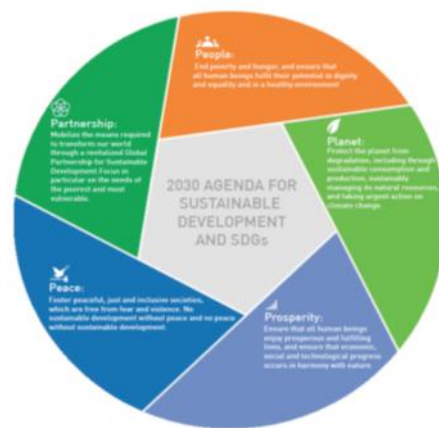 People:
End poverty and hunger, and ensure that
all human beings fulfil their potential in dignity
and equality and in a healthy environment
Planet:
Protect the planet from
degradation, including through
sustainable consumption and
production, sustainably
managing its natural resources,
and taking urgent action on
climate change.
Prosperity:
Ensure that all human beings
enjoy prosperous and fulfilling
lives, and ensure that economic,
social and technological progress
occurs in harmony with nature.
Peace:
Foster peaceful, just and inclusive societies,
which are free from fear and violence. No
sustainable development without peace and no peace
without sustainable development
Partnership:
Mobilize the means required
to transform our world
through a revitalized Global
Partnership for Sustainable
Development Focus in
particular on the needs of
the poorest and most
vulnerable.
2030 AGENDA FOR
SUSTAINABLE
DEVELOPMENT
AND SDGs